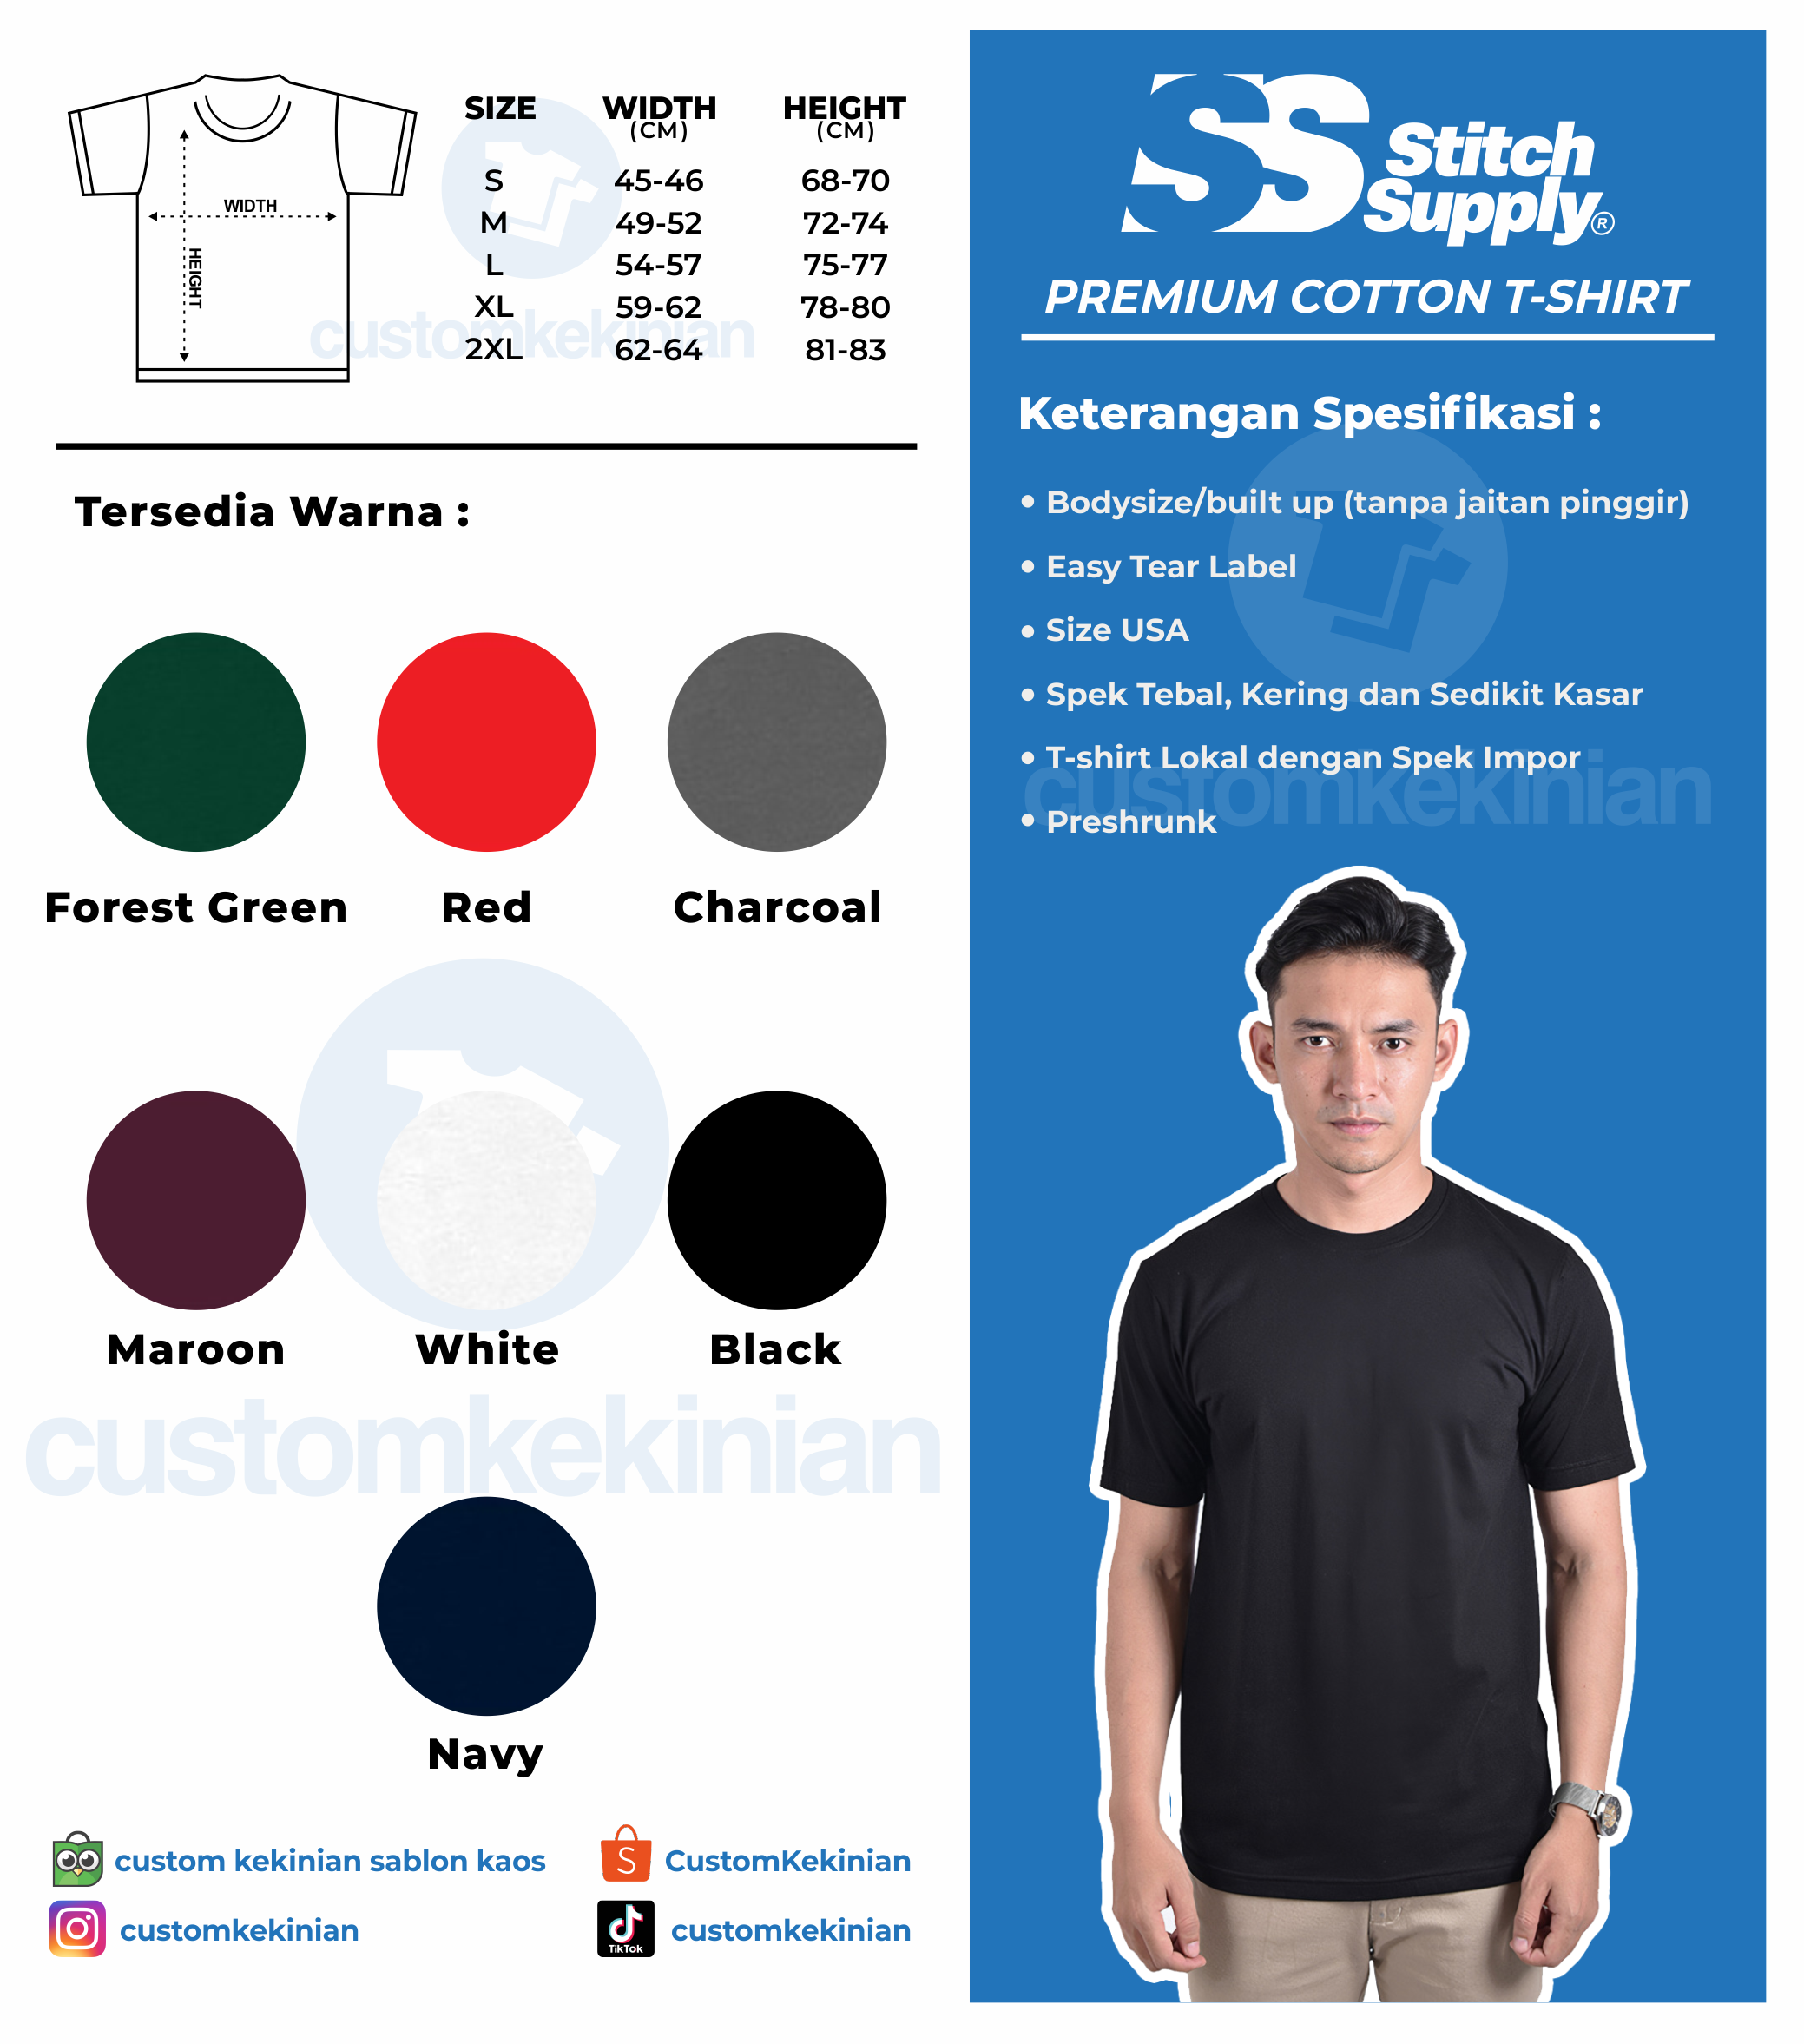 WIDTH
HEIGHT
SIZE WIDTH HEIGHT
(CM) (CM)
S 45-46 68-70
M 49-52 72-74
L 54-57 75-77
XL 59-62 78-80
2XL 62-64 81-83
customkekinian
Tersedia Warna :
Forest Green Red Charcoal
Maroon White Black
customkekinian
Navy
custom kekinian sablon kaos
CustomKekinian
customkekinian
TikTok
customkekinian
SS Stitch
Supply®
PREMIUM COTTON T-SHIRT
Keterangan Spesifikasi :
• Bodysize/built up (tanpa jaitan pinggir)
• Easy Tear Label
• Size USA
• Spek Tebal, Kering dan Sedikit Kasar
• T-shirt Lokal dengan Spek Impor
customkekinian
• Preshrunk